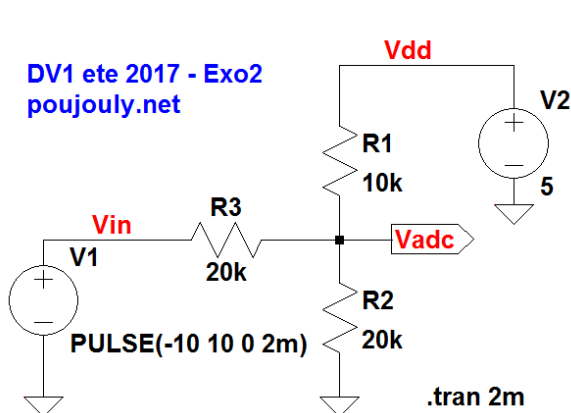 Vdd
DV1 ete 2017 - Exo2
poujouly.net
V2
R1
10k
5
R3
Vin
Vadc
V1
20k
R2
PULSE(-10 10 0 2m)
20k
.tran 2m